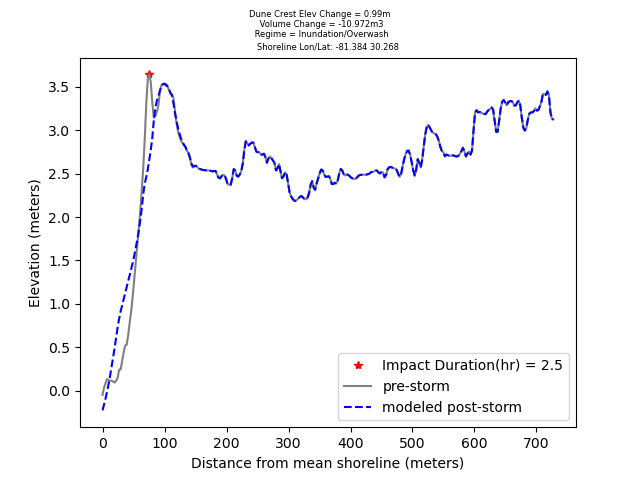 Dune Crest Elev Change = 0.99m
Volume Change = -10.972m3
Regime = Inundation/Overwash
Shoreline Lon/Lat: -81.384 30.268
3.5
3.0
2.5
2.0
1.5
1.0
0.5
0.0
Elevation (meters)
Impact Duration(hr) = 2.5
pre-storm
modeled post-storm
0 100 200 300 400 500 600 700
Distance from mean shoreline (meters)